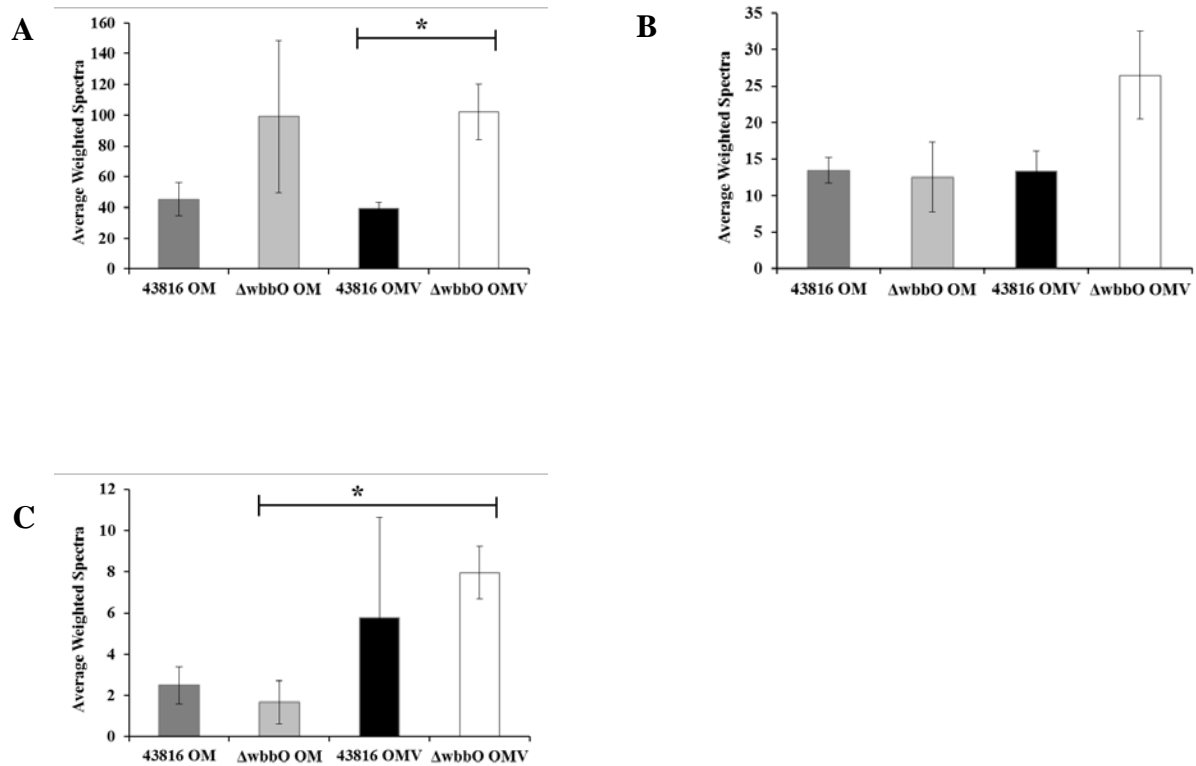 A
Average Weighted Spectra
160
140
120
100
80
60
40
20
0
*
43816 OM
ΔwbbO OM
43816 OMV
ΔwbbO OMV
B
Average Weighted Spectra
35
30
25
20
15
10
5
0
43816 OM
ΔwbbO OM
43816 OMV
ΔwbbO OMV
C
Average Weighted Spectra
12
10
8
6
4
2
0
*
43816 OM
ΔwbbO OM
43816 OMV
ΔwbbO OMV